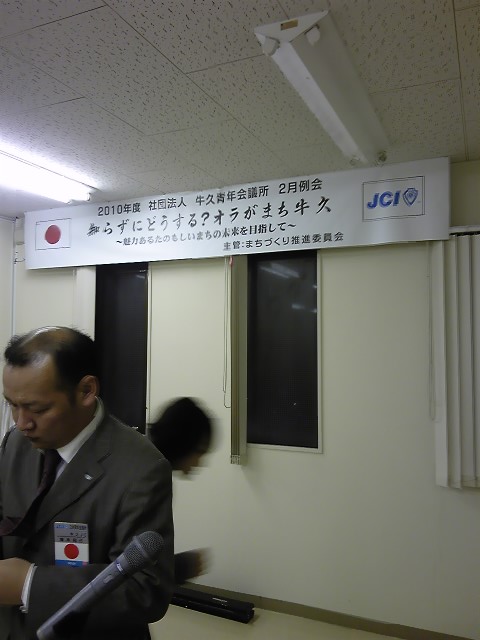 2010年度 社団法人 牛久青年会議所 2月例会
知らずにどうする?オラがまち牛久
～魅力あるたのもしいまちの未来を目指して～
主管:まちづくり推進委員会
JCI